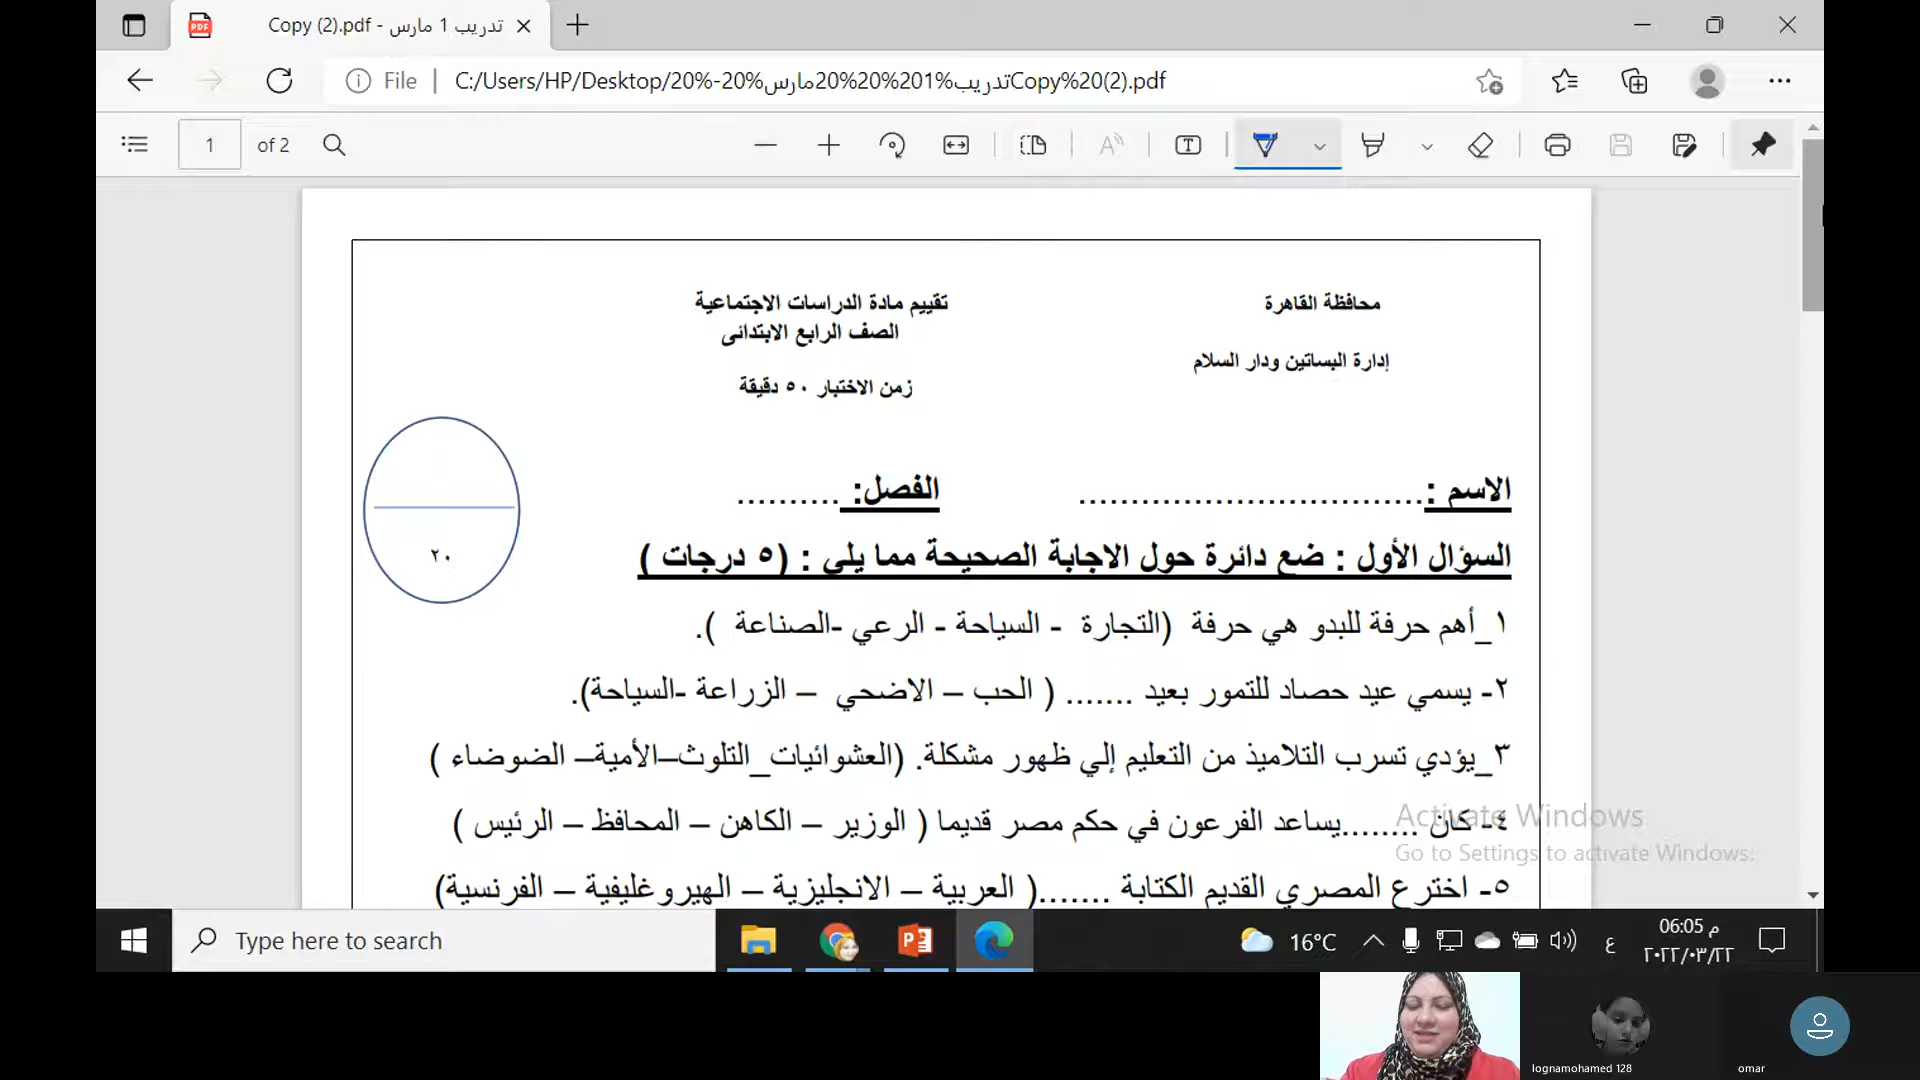 Copy (2).pdf - تدريب 1 مارس
File
C:/Users/HP/Desktop/20%-20%مارس20%20%201%تدريبCopy%20(2).pdf
1 of 2
محافظة القاهرة
تقييم مادة الدراسات الاجتماعية
الصف الرابع الابتدائى
إدارة البساتين ودار السلام
زمن الاختبار ٥٠ دقيقة
الاسم :.................................
الفصل: ..........
٢٠
السؤال الأول : ضع دائرة حول الاجابة الصحيحة مما يلي : (٥ درجات )
١_أهم حرفة للبدو هي حرفة (التجارة - السياحة - الرعي -الصناعة ).
٢- يسمي عيد حصاد للتمور بعيد ....... ( الحب – الاضحي – الزراعة -السياحة).
٣_يؤدي تسرب التلاميذ من التعليم إلي ظهور مشكلة. (العشوائيات_التلوث–الأمية– الضوضاء )
٤- كان ........يساعد الفرعون في حكم مصر قديما ( الوزير – الكاهن – المحافظ – الرئيس )
٥- اخترع المصري القديم الكتابة .......( العربية – الانجليزية – الهيروغليفية – الفرنسية)
Activate Windows
Go to Settings to activate Windows.
Type here to search
16°C
ع
06:05 م
٢٠٢٢/٠٣/٢٢
lognamohamed 128
omar